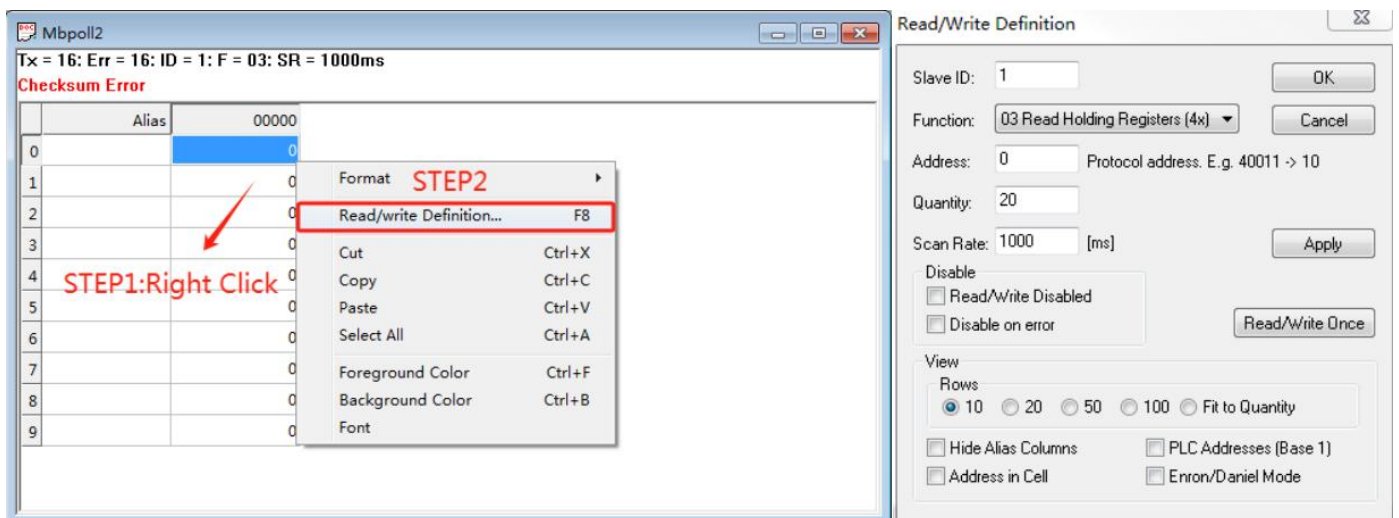 Mbpoll2
Tx = 16: Err = 16: ID = 1: F = 03: SR = 1000ms
Checksum Error
Alias 00000
0 0
1 0
2 0
3 0
4 0
5 0
6 0
7 0
8 0
9 0
STEP1:Right Click
Format STEP2
Read/write Definition... F8
Cut Ctrl+X
Copy Ctrl+C
Paste Ctrl+V
Select All Ctrl+A
Foreground Color Ctrl+F
Background Color Ctrl+B
Font
Read/Write Definition
Slave ID: 1 OK
Function: 03 Read Holding Registers (4x) Cancel
Address: 0 Protocol address. E.g. 40011 -> 10
Quantity: 20
Scan Rate: 1000 [ms] Apply
Disable
Read/Write Disabled
Disable on error Read/Write Once
View
Rows
10 20 50 100 Fit to Quantity
Hide Alias Columns PLC Addresses (Base 1)
Address in Cell Enron/Daniel Mode